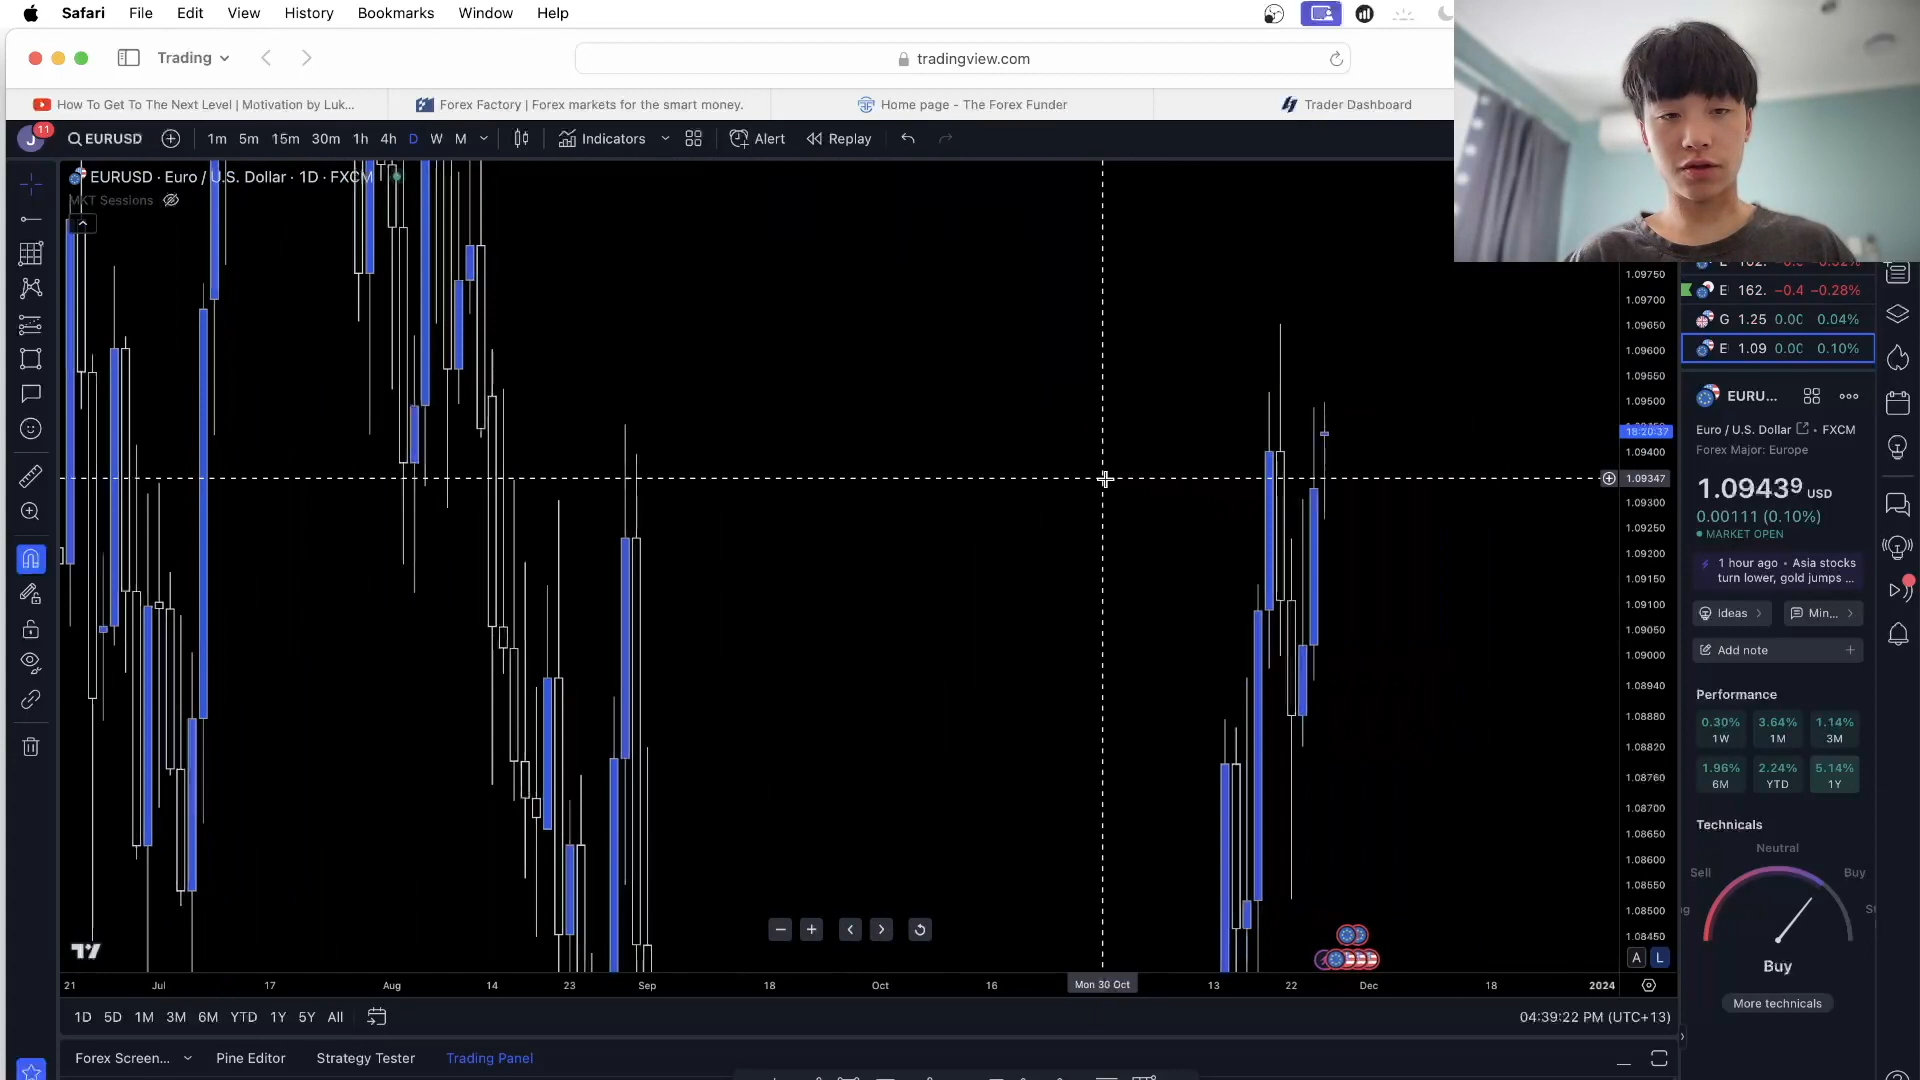 Safari File Edit View History Bookmarks Window Help
Trading
tradingview.com
How To Get To The Next Level | Motivation by Luk...
Forex Factory | Forex markets for the smart money.
Home page - The Forex Funder
Trader Dashboard
J 11 EURUSD 1m 5m 15m 30m 1h 4h D W M Indicators Alert Replay
EURUSD · Euro / U.S. Dollar · 1D · FXCM
MKT Sessions
1.09750
1.09700
1.09650
1.09600
1.09550
1.09500
18:20:37
1.09400
1.09347
1.09300
1.09250
1.09200
1.09150
1.09100
1.09050
1.09000
1.08940
1.08880
1.08820
1.08760
1.08700
1.08650
1.08600
1.08550
1.08500
1.08450
A L
E 162. −0.4 −0.28%
G 1.25 0.00 0.04%
E 1.09 0.00 0.10%
EURU...
Euro / U.S. Dollar · FXCM
Forex Major: Europe
1.09439 USD
0.00111 (0.10%)
MARKET OPEN
1 hour ago · Asia stocks
turn lower, gold jumps ...
Ideas
Min...
Add note
Performance
0.30% 3.64% 1.14%
1W 1M 3M
1.96% 2.24% 5.14%
6M YTD 1Y
Technicals
Neutral
Sell Buy
Buy
More technicals
21 Jul 17 Aug 14 23 Sep 18 Oct 16 Mon 30 Oct 13 22 Dec 18 2024
1D 5D 1M 3M 6M YTD 1Y 5Y All
04:39:22 PM (UTC+13)
Forex Screen... Pine Editor Strategy Tester Trading Panel